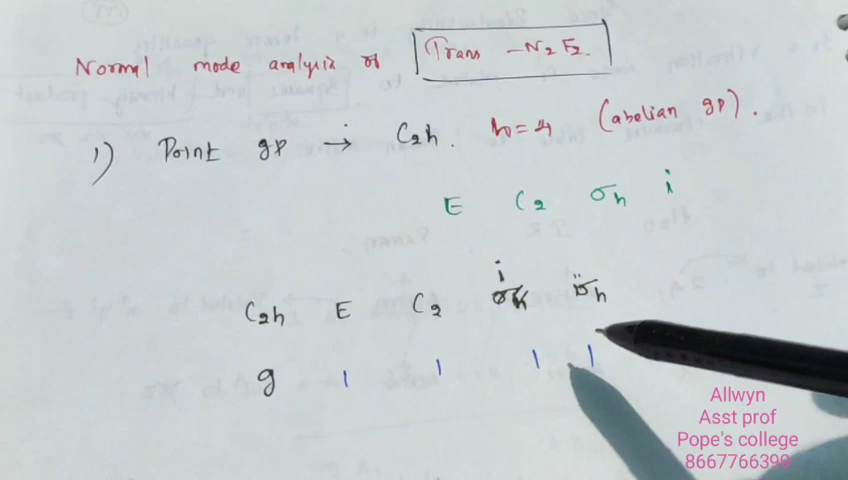 Normal mode analysis of Trans-N2F2.
1) Point gp → C2h. h=4 (abelian gp).
E C2 σh i
C2h E C2 i σh
g 1 1 1 1
Allwyn
Asst prof
Pope's college
8667766399